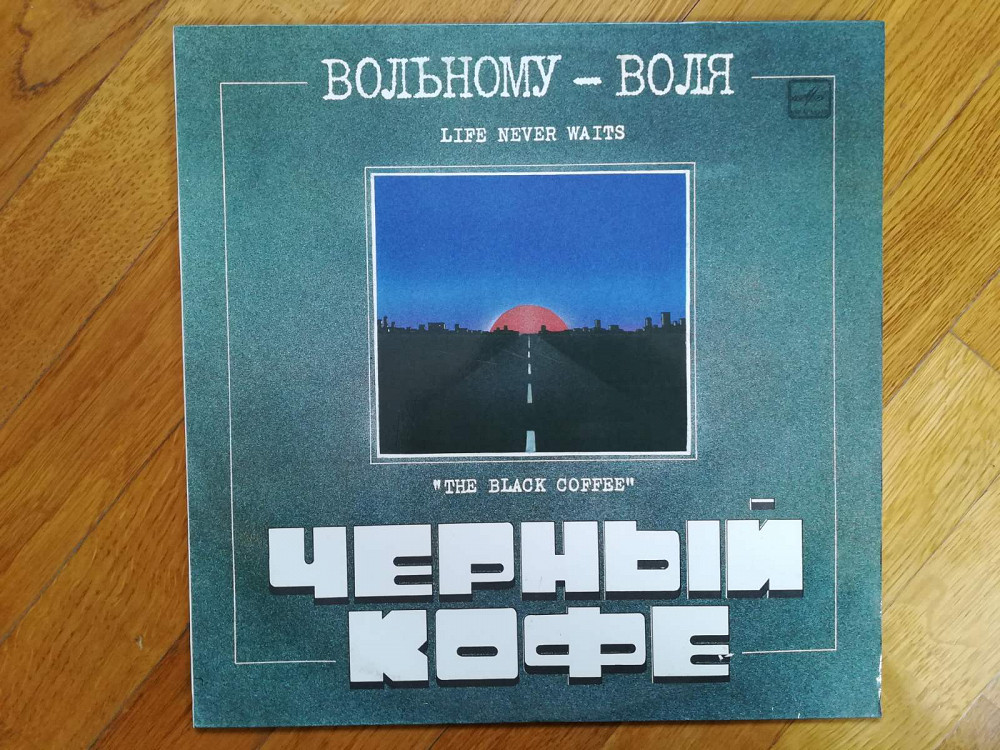 ВОЛЬНОМУ – ВОЛЯ
LIFE NEVER WAITS
"THE BLACK COFFEE"
ЧЕРНЫЙ
КОФЕ